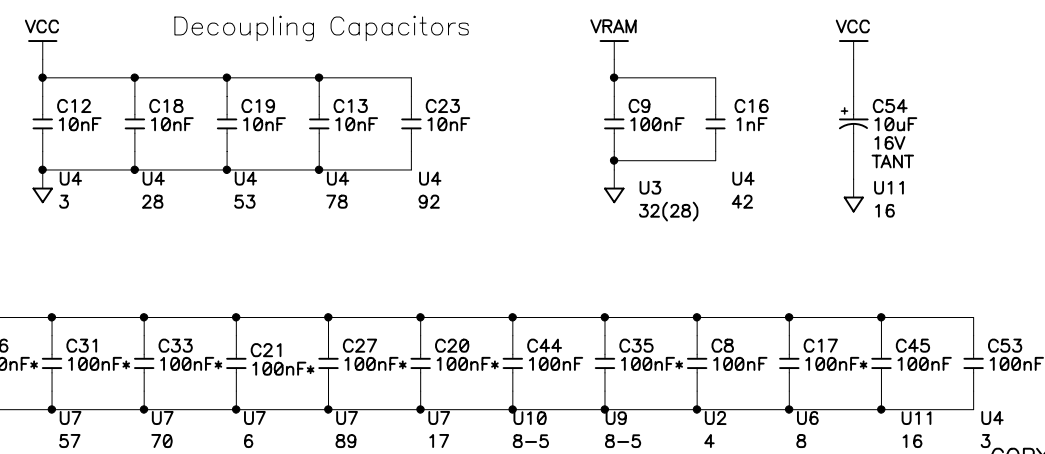 VCC Decoupling Capacitors VRAM VCC
C12 C18 C19 C13 C23 C9 C16 + C54
10nF 10nF 10nF 10nF 10nF 100nF 1nF 10uF
16V
TANT
U4 U4 U4 U4 U4 U3 U4 U11
3 28 53 78 92 32(28) 42 16
6 C31 C33 C21 C27 C20 C44 C35 C8 C17 C45 C53
0nF* 100nF* 100nF* 100nF* 100nF* 100nF* 100nF 100nF* 100nF 100nF* 100nF 100nF
U7 U7 U7 U7 U7 U10 U9 U2 U6 U11 U4
57 70 6 89 17 8-5 8-5 4 8 16 3